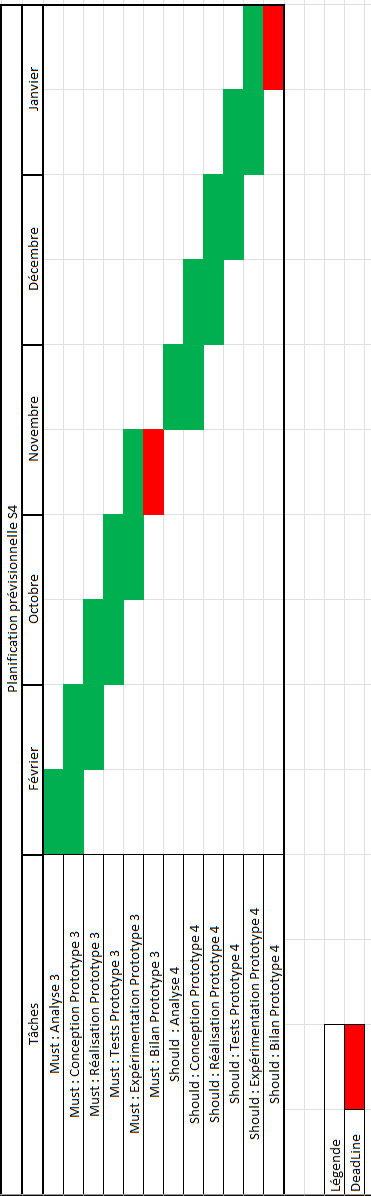 Planification prévisionnelle S4
Tâches
Février
Octobre
Novembre
Décembre
Janvier
Must : Analyse 3
Must : Conception Prototype 3
Must : Réalisation Prototype 3
Must : Tests Prototype 3
Must : Expérimentation Prototype 3
Must : Bilan Prototype 3
Should : Analyse 4
Should : Conception Prototype 4
Should : Réalisation Prototype 4
Should : Tests Prototype 4
Should : Expérimentation Prototype 4
Should : Bilan Prototype 4
Légende
DeadLine